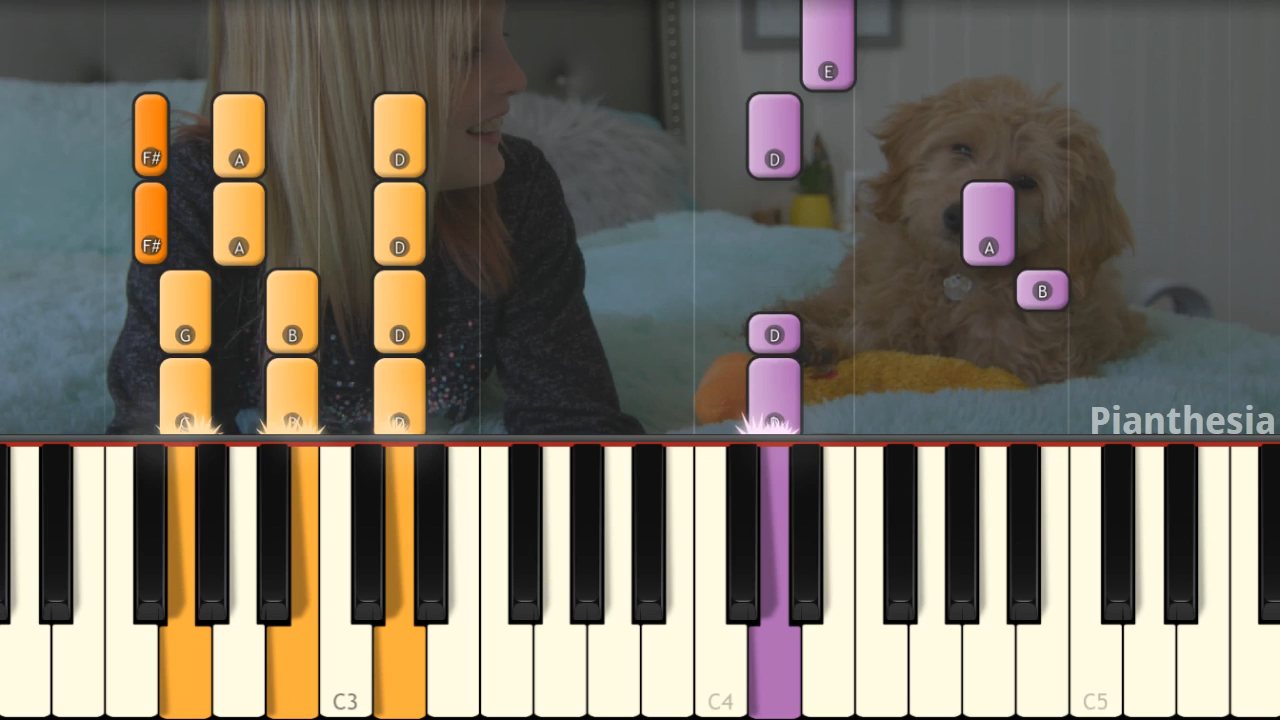 E
F# A D D
F# A D A
G B D B
D
G B D D
Pianthesia
C3 C4 C5